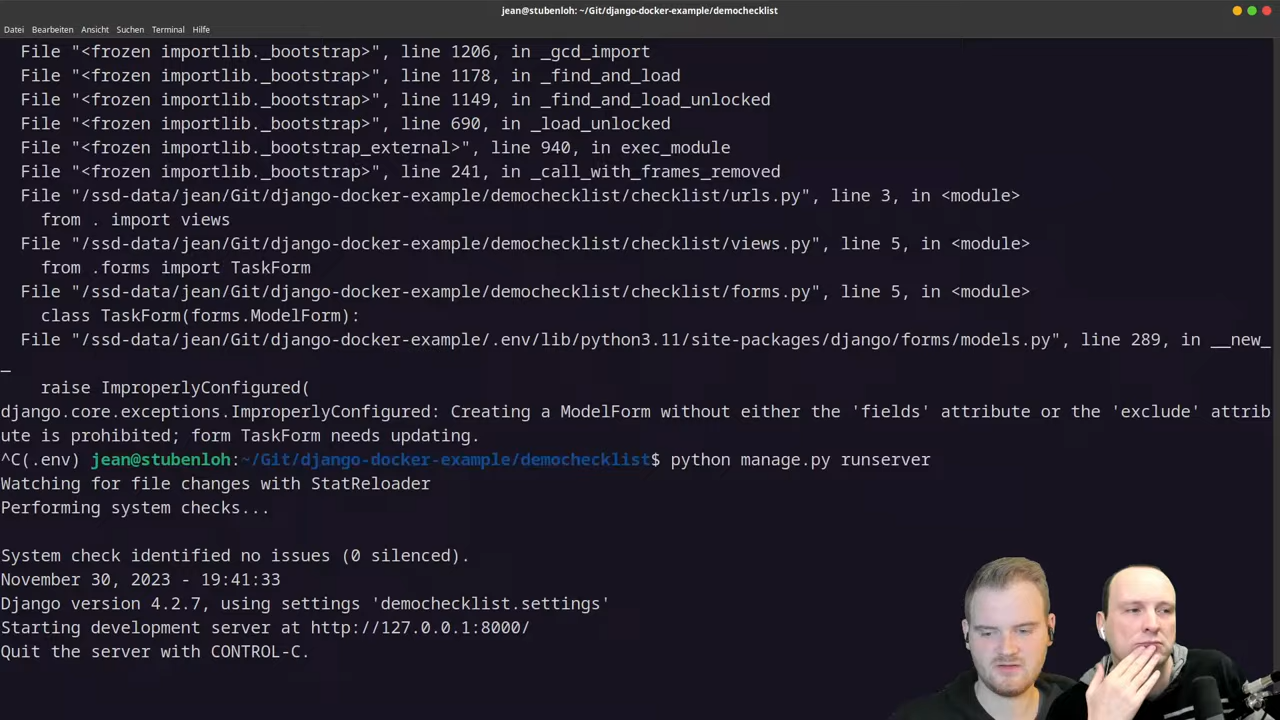 jean@stubenloh: ~/Git/django-docker-example/demochecklist
Datei Bearbeiten Ansicht Suchen Terminal Hilfe
File "<frozen importlib._bootstrap>", line 1206, in _gcd_import
File "<frozen importlib._bootstrap>", line 1178, in _find_and_load
File "<frozen importlib._bootstrap>", line 1149, in _find_and_load_unlocked
File "<frozen importlib._bootstrap>", line 690, in _load_unlocked
File "<frozen importlib._bootstrap_external>", line 940, in exec_module
File "<frozen importlib._bootstrap>", line 241, in _call_with_frames_removed
File "/ssd-data/jean/Git/django-docker-example/demochecklist/checklist/urls.py", line 3, in <module>
from . import views
File "/ssd-data/jean/Git/django-docker-example/demochecklist/checklist/views.py", line 5, in <module>
from .forms import TaskForm
File "/ssd-data/jean/Git/django-docker-example/demochecklist/checklist/forms.py", line 5, in <module>
class TaskForm(forms.ModelForm):
File "/ssd-data/jean/Git/django-docker-example/demochecklist/.env/lib/python3.11/site-packages/django/forms/models.py", line 289, in __new_
_
raise ImproperlyConfigured(
django.core.exceptions.ImproperlyConfigured: Creating a ModelForm without either the 'fields' attribute or the 'exclude' attrib
ute is prohibited; form TaskForm needs updating.
^C(.env) jean@stubenloh:~/Git/django-docker-example/demochecklist$ python manage.py runserver
Watching for file changes with StatReloader
Performing system checks...
System check identified no issues (0 silenced).
November 30, 2023 - 19:41:33
Django version 4.2.7, using settings 'demochecklist.settings'
Starting development server at http://127.0.0.1:8000/
Quit the server with CONTROL-C.